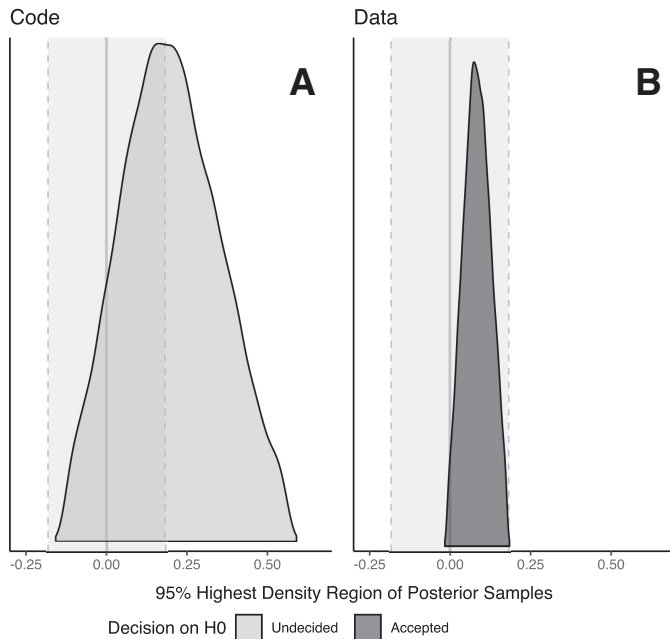 Code
Data
A
B
-0.25 0.00 0.25 0.50
-0.25 0.00 0.25 0.50
95% Highest Density Region of Posterior Samples
Decision on H0 Undecided Accepted